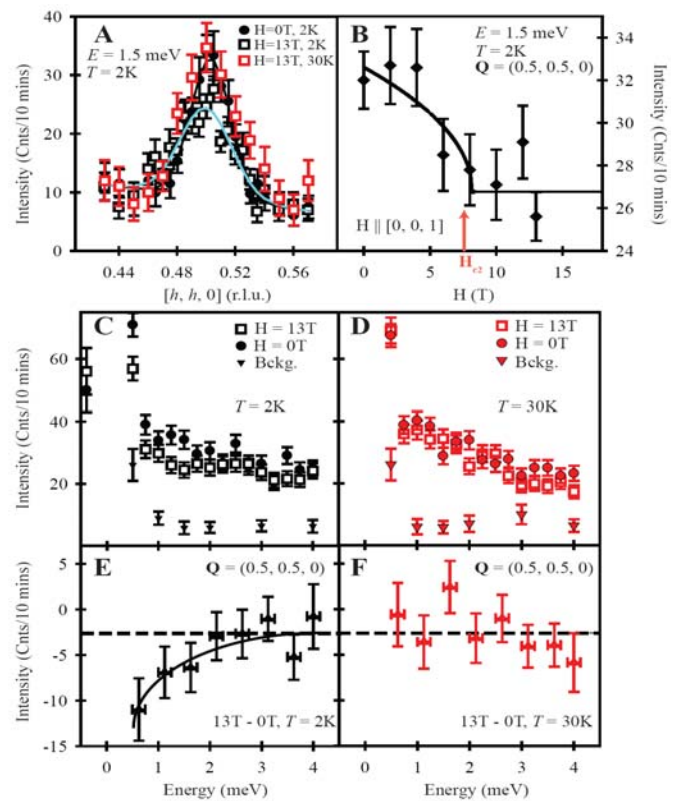 A
E = 1.5 meV
T = 2K
H=0T, 2K
H=13T, 2K
H=13T, 30K
40
30
20
10
0
0.44 0.48 0.52 0.56
[h, h, 0] (r.l.u.)
Intensity (Cnts/10 mins)
B
E = 1.5 meV
T = 2K
Q = (0.5, 0.5, 0)
H || [0, 0, 1]
H_c2
34
32
30
28
26
24
0 5 10 15
H (T)
Intensity (Cnts/10 mins)
C
H = 13T
H = 0T
Bckg.
T = 2K
60
40
20
Intensity (Cnts/10 mins)
D
H = 13T
H = 0T
Bckg.
T = 30K
E
Q = (0.5, 0.5, 0)
13T - 0T, T = 2K
5
0
-5
-10
-15
Intensity (Cnts/10 mins)
0 1 2 3 4
Energy (meV)
F
Q = (0.5, 0.5, 0)
13T - 0T, T = 30K
0 1 2 3 4
Energy (meV)